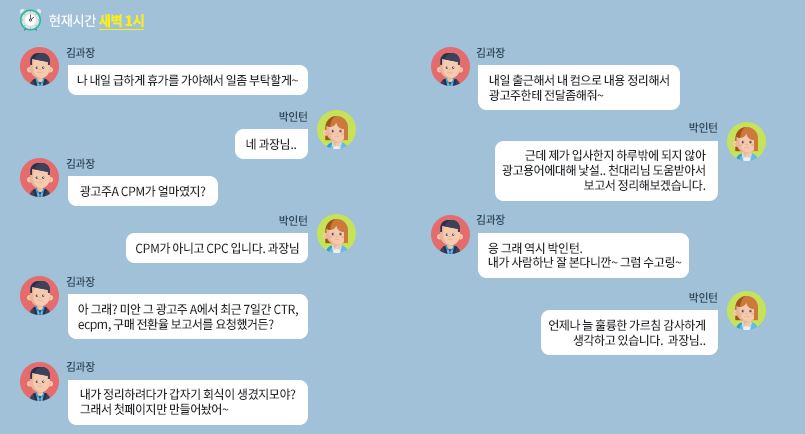 현재시간 새벽 1시
김과장
나 내일 급하게 휴가를 가야해서 일좀 부탁할게~
박인턴
네 과장님..
김과장
광고주A CPM가 얼마였지?
박인턴
CPM가 아니고 CPC 입니다. 과장님
김과장
아 그래? 미안 그 광고주 A에서 최근 7일간 CTR,
ecpm, 구매 전환율 보고서를 요청했거든?
김과장
내가 정리하려다가 갑자기 회식이 생겼지모야?
그래서 첫페이지만 만들어놨어~
김과장
내일 출근해서 내 컴으로 내용 정리해서
광고주한테 전달좀해줘~
박인턴
근데 제가 입사한지 하루밖에 되지 않아
광고용어에대해 낯설.. 천대리님 도움받아서
보고서 정리해보겠습니다.
김과장
응 그래 역시 박인턴.
내가 사람하난 잘 본다니깐~ 그럼 수고링~
박인턴
언제나 늘 훌륭한 가르침 감사하게
생각하고 있습니다. 과장님..